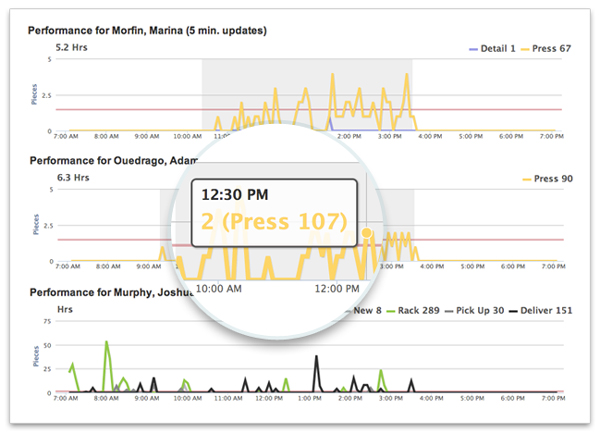 Performance for Morfin, Marina (5 min. updates)
5.2 Hrs
Detail 1 Press 67
5
2.5
0
Pieces
7:00 AM 8:00 AM 9:00 AM 10:00 AM 2:00 PM 3:00 PM 4:00 PM 5:00 PM 6:00 PM 7:00 PM
Performance for Ouedrago, Adam
6.3 Hrs
Press 90
5
2.5
0
Pieces
7:00 AM 8:00 AM 9:00 AM 3:00 PM 4:00 PM 5:00 PM 6:00 PM 7:00 PM
12:30 PM
2 (Press 107)
10:00 AM 12:00 PM
Performance for Murphy, Joshua
Hrs
New 8 Rack 289 Pick Up 30 Deliver 151
75
50
25
0
Pieces
7:00 AM 8:00 AM 9:00 AM 10:00 AM 11:00 AM 12:00 PM 1:00 PM 2:00 PM 3:00 PM 4:00 PM 5:00 PM 6:00 PM 7:00 PM